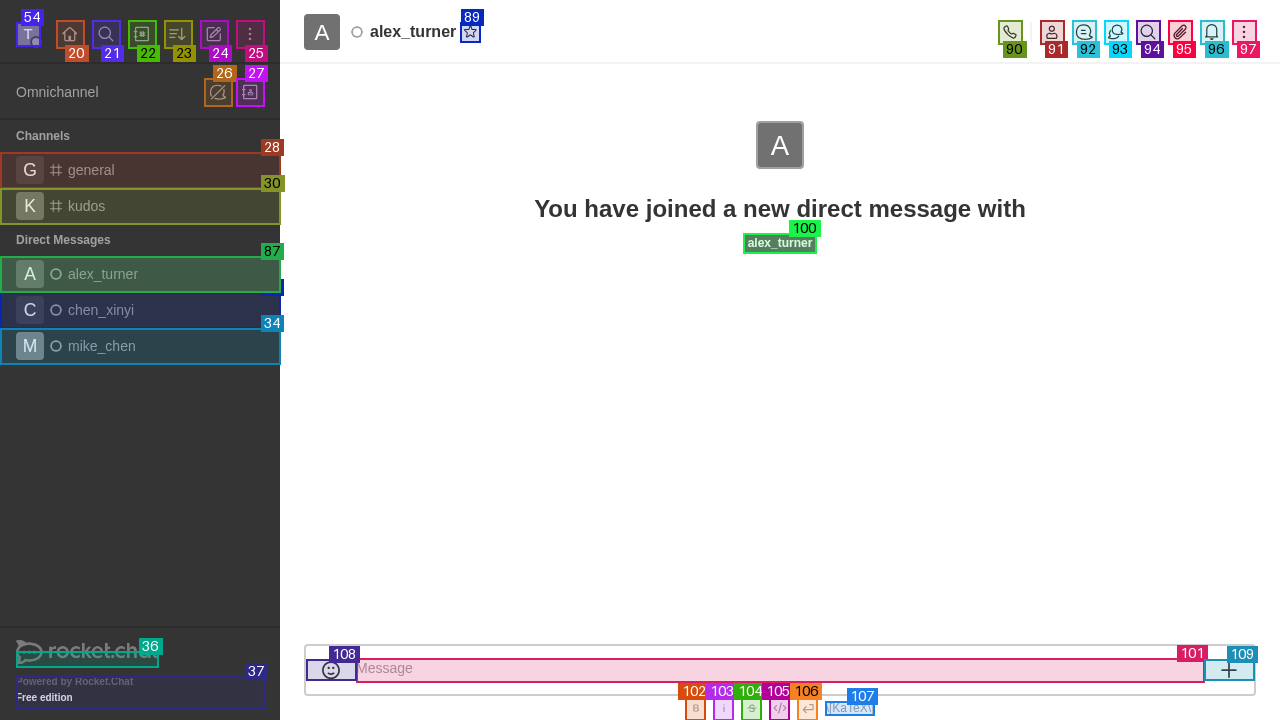 54
T
20
21
22
23
24
25
Omnichannel
26
27
Channels
28
G general
30
K kudos
Direct Messages
87
A alex_turner
C chen_xinyi
34
M mike_chen
rocket.chat
36
37
Powered by Rocket.Chat
Free edition
A alex_turner
89
90
91
92
93
94
95
96
97
A
You have joined a new direct message with
100
alex_turner
108
Message
101
109
102
103
104
105
106
107
B
i
S
</>
\[KaTeX\]